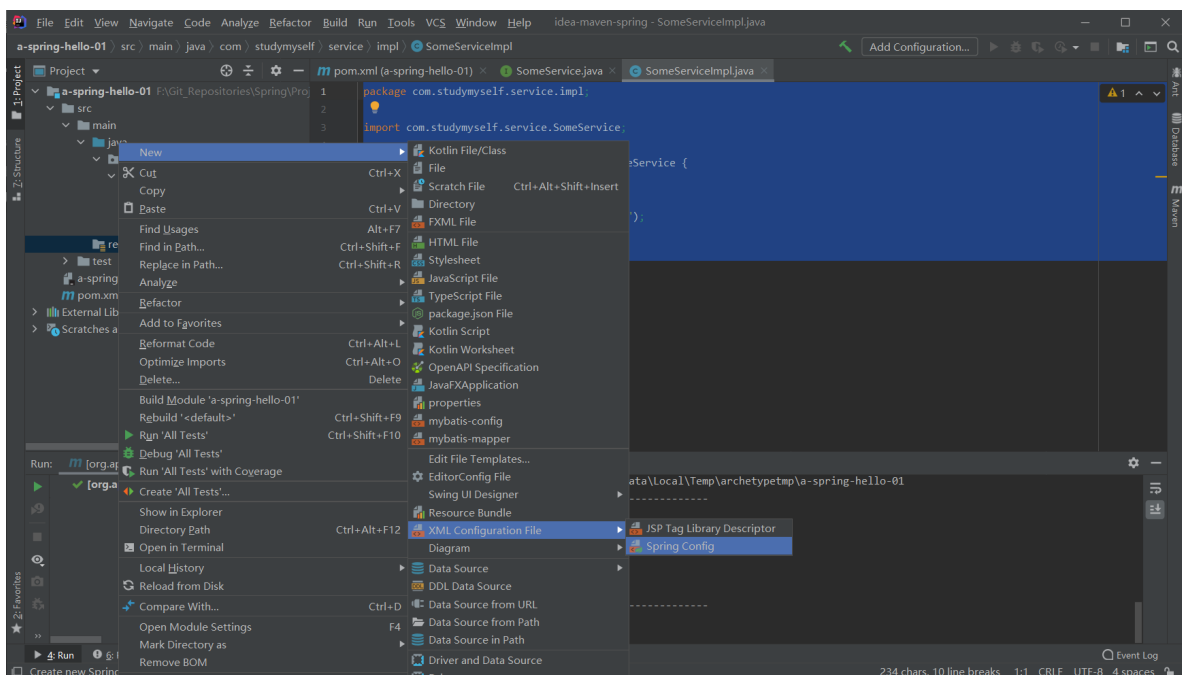 File Edit View Navigate Code Analyze Refactor Build Run Tools VCS Window Help idea-maven-spring - SomeServiceImpl.java
a-spring-hello-01 src main java com studymyself service impl SomeServiceImpl Add Configuration...
1: Project
Project
pom.xml (a-spring-hello-01) SomeService.java SomeServiceImpl.java
a-spring-hello-01 F:\Git_Repositories\Spring\Pro
src
main
java
re
test
a-spring
pom.xm
External Lib
Scratches a
1 package com.studymyself.service.impl;
2
3 import com.studymyself.service.SomeService;
eService {
");
1
Ant
Database
Maven
7: Structure
2: Favorites
New
Cut Ctrl+X
Copy
Paste Ctrl+V
Find Usages Alt+F7
Find in Path... Ctrl+Shift+F
Replace in Path... Ctrl+Shift+R
Analyze
Refactor
Add to Favorites
Reformat Code Ctrl+Alt+L
Optimize Imports Ctrl+Alt+O
Delete... Delete
Build Module 'a-spring-hello-01'
Rebuild '<default>' Ctrl+Shift+F9
Run 'All Tests' Ctrl+Shift+F10
Debug 'All Tests'
Run 'All Tests' with Coverage
Create 'All Tests'...
Show in Explorer
Directory Path Ctrl+Alt+F12
Open in Terminal
Local History
Reload from Disk
Compare With... Ctrl+D
Open Module Settings F4
Mark Directory as
Remove BOM
Kotlin File/Class
File
Scratch File Ctrl+Alt+Shift+Insert
Directory
FXML File
HTML File
Stylesheet
JavaScript File
TypeScript File
package.json File
Kotlin Script
Kotlin Worksheet
OpenAPI Specification
JavaFXApplication
properties
mybatis-config
mybatis-mapper
Edit File Templates...
EditorConfig File
Swing UI Designer
Resource Bundle
XML Configuration File
Diagram
Data Source
DDL Data Source
Data Source from URL
Data Source from Path
Data Source in Path
Driver and Data Source
JSP Tag Library Descriptor
Spring Config
Run: [org.ap
[org.a
ata\Local\Temp\archetypetmp\a-spring-hello-01
-------------
-------------
4: Run 6:
Event Log
Create new Spring 234 chars, 10 line breaks 1:1 CRLF UTF-8 4 spaces